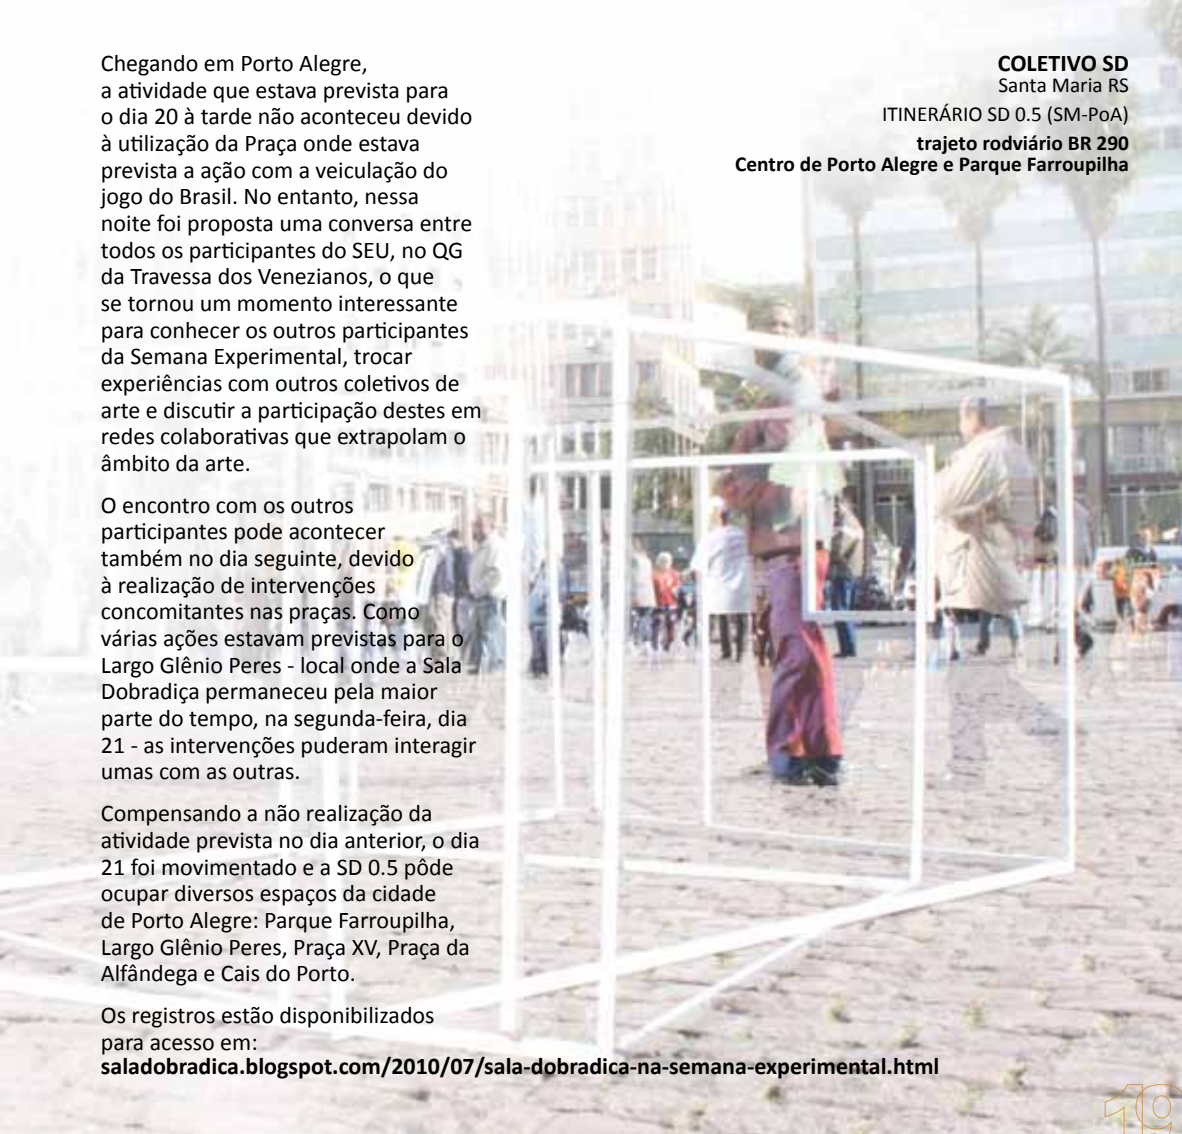 Chegando em Porto Alegre,
a atividade que estava prevista para
o dia 20 à tarde não aconteceu devido
à utilização da Praça onde estava
prevista a ação com a veiculação do
jogo do Brasil. No entanto, nessa
noite foi proposta uma conversa entre
todos os participantes do SEU, no QG
da Travessa dos Venezianos, o que
se tornou um momento interessante
para conhecer os outros participantes
da Semana Experimental, trocar
experiências com outros coletivos de
arte e discutir a participação destes em
redes colaborativas que extrapolam o
âmbito da arte.
O encontro com os outros
participantes pode acontecer
também no dia seguinte, devido
à realização de intervenções
concomitantes nas praças. Como
várias ações estavam previstas para o
Largo Glênio Peres - local onde a Sala
Dobradiça permaneceu pela maior
parte do tempo, na segunda-feira, dia
21 - as intervenções puderam interagir
umas com as outras.
Compensando a não realização da
atividade prevista no dia anterior, o dia
21 foi movimentado e a SD 0.5 pôde
ocupar diversos espaços da cidade
de Porto Alegre: Parque Farroupilha,
Largo Glênio Peres, Praça XV, Praça da
Alfândega e Cais do Porto.
Os registros estão disponibilizados
para acesso em:
saladobradica.blogspot.com/2010/07/sala-dobradica-na-semana-experimental.html
COLETIVO SD
Santa Maria RS
ITINERÁRIO SD 0.5 (SM-PoA)
trajeto rodviário BR 290
Centro de Porto Alegre e Parque Farroupilha